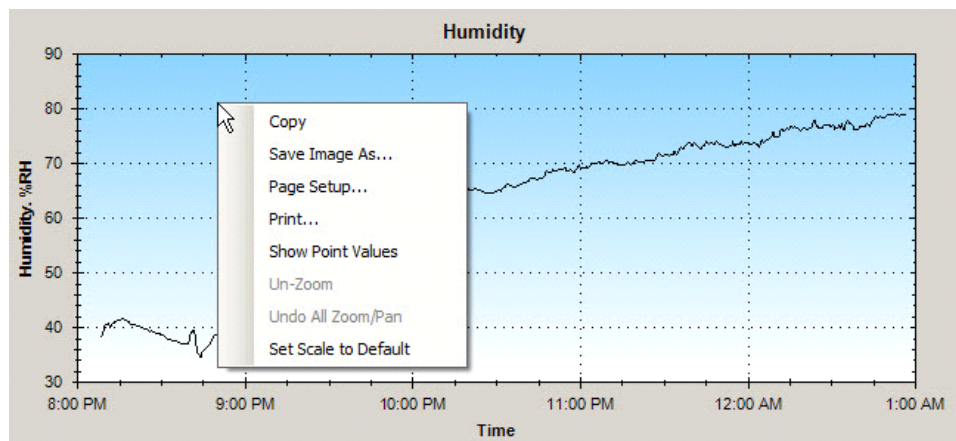 Humidity
90
80
70
60
50
40
30
Humidity. %RH
Copy
Save Image As...
Page Setup...
Print...
Show Point Values
Un-Zoom
Undo All Zoom/Pan
Set Scale to Default
8:00 PM 9:00 PM 10:00 PM 11:00 PM 12:00 AM 1:00 AM
Time